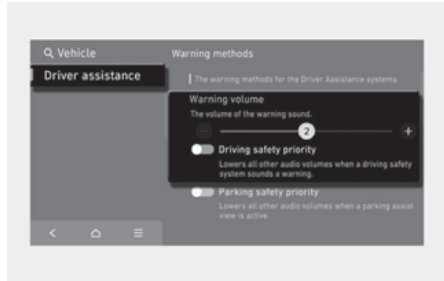 Vehicle
Warning methods
Driver assistance
The warning methods for the Driver Assistance systems.
Warning volume
The volume of the warning sound.
2
Driving safety priority
Lowers all other audio volumes when a driving safety
system sounds a warning.
Parking safety priority
Lowers all other audio volumes when a parking assist
view is active.